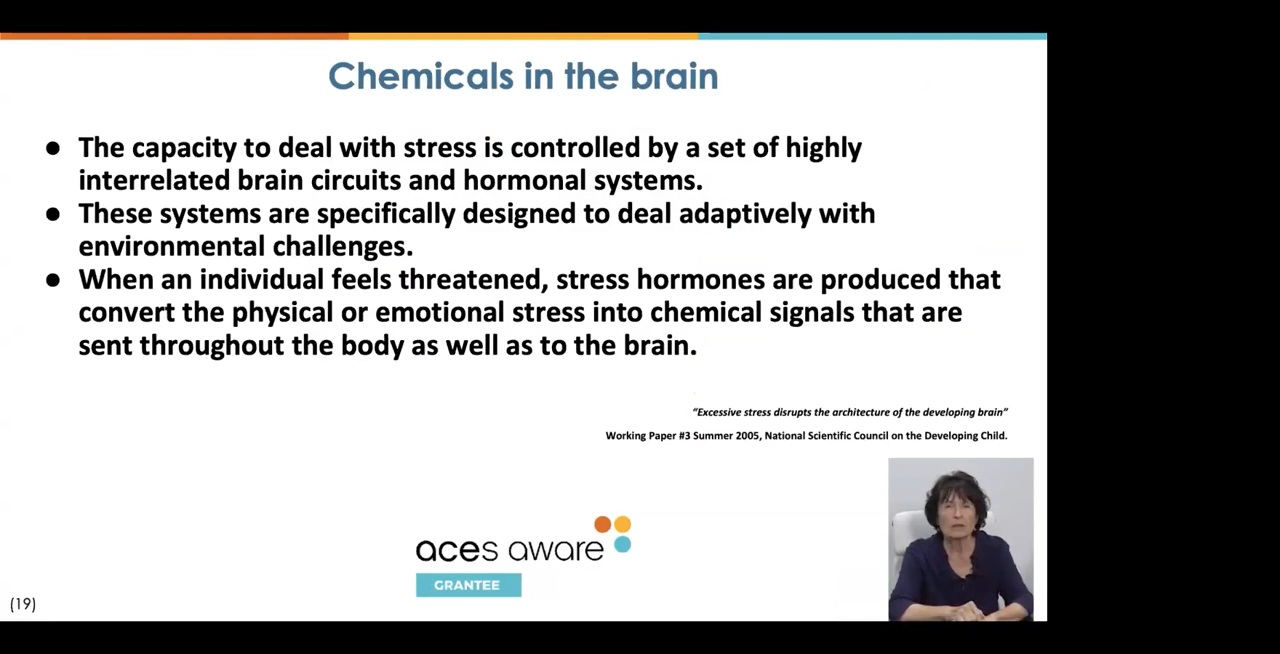 Chemicals in the brain
● The capacity to deal with stress is controlled by a set of highly
interrelated brain circuits and hormonal systems.
● These systems are specifically designed to deal adaptively with
environmental challenges.
● When an individual feels threatened, stress hormones are produced that
convert the physical or emotional stress into chemical signals that are
sent throughout the body as well as to the brain.
“Excessive stress disrupts the architecture of the developing brain”
Working Paper #3 Summer 2005, National Scientific Council on the Developing Child.
aces aware
GRANTEE
(19)